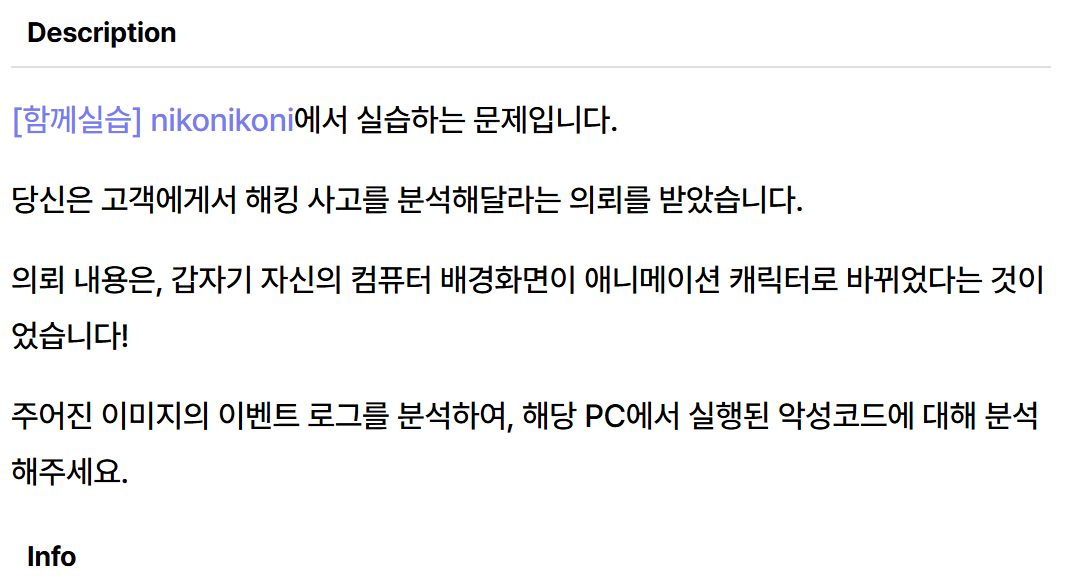 Description
[함께실습] nikonikoni에서 실습하는 문제입니다.
당신은 고객에게서 해킹 사고를 분석해달라는 의뢰를 받았습니다.
의뢰 내용은, 갑자기 자신의 컴퓨터 배경화면이 애니메이션 캐릭터로 바뀌었다는 것이
었습니다!
주어진 이미지의 이벤트 로그를 분석하여, 해당 PC에서 실행된 악성코드에 대해 분석
해주세요.
Info